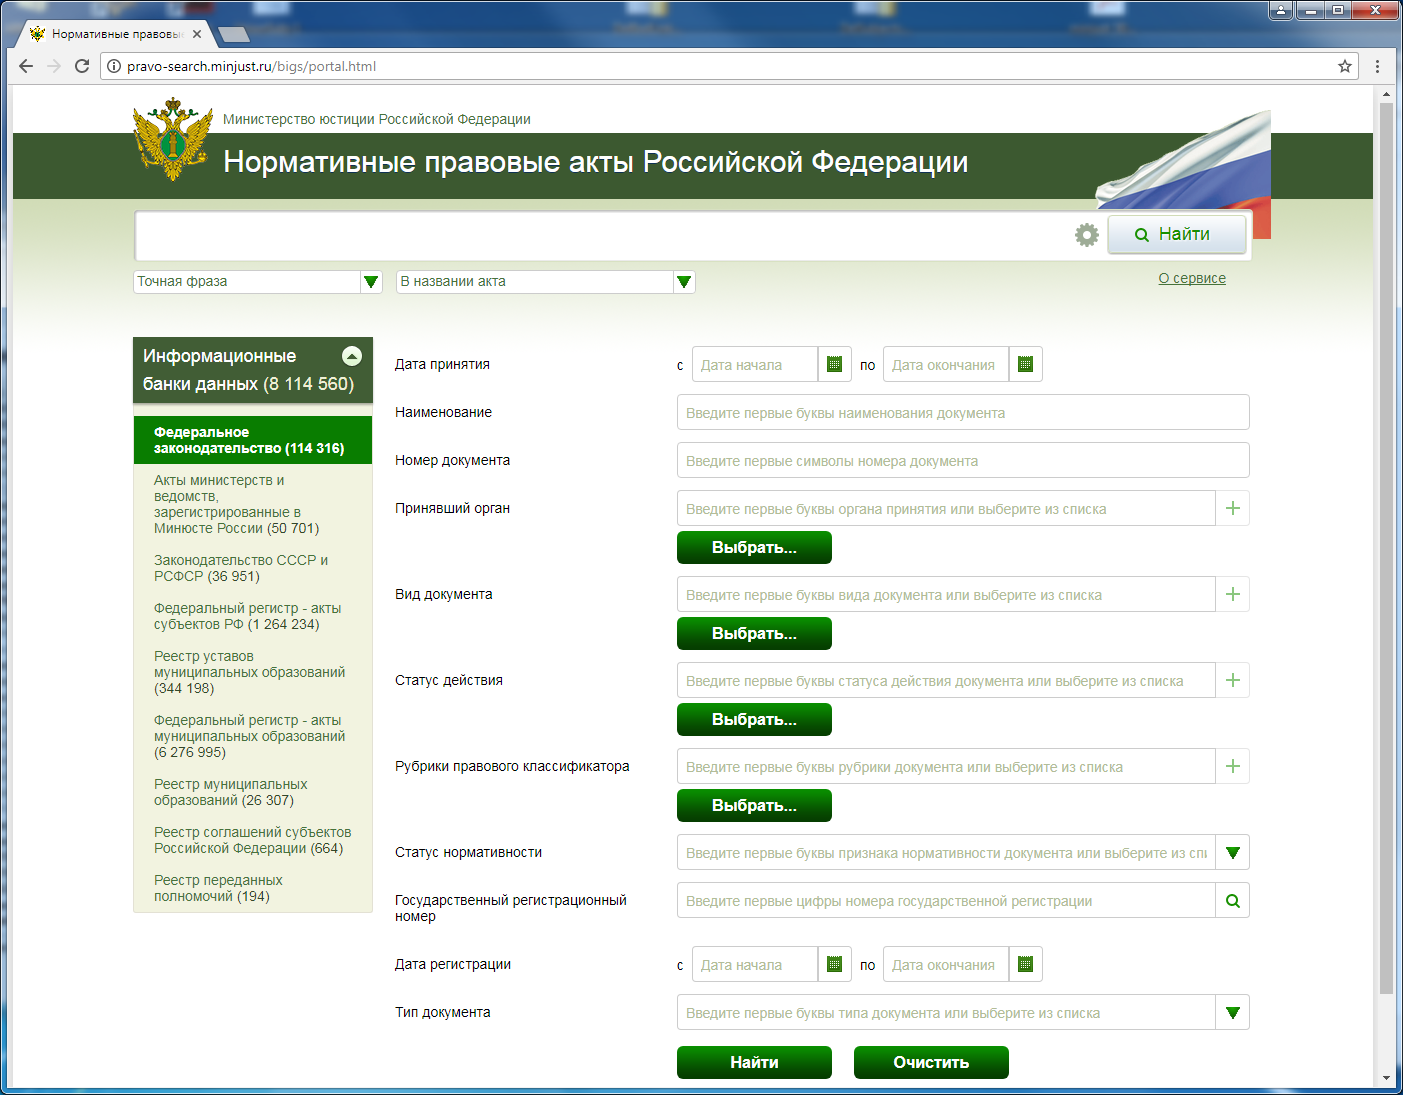 Нормативные правовые
pravo-search.minjust.ru/bigs/portal.html
Министерство юстиции Российской Федерации
Нормативные правовые акты Российской Федерации
Найти
Точная фраза
В названии акта
О сервисе
Информационные
банки данных (8 114 560)
Федеральное
законодательство (114 316)
Акты министерств и
ведомств,
зарегистрированные в
Минюсте России (50 701)
Законодательство СССР и
РСФСР (36 951)
Федеральный регистр - акты
субъектов РФ (1 264 234)
Реестр уставов
муниципальных образований
(344 198)
Федеральный регистр - акты
муниципальных образований
(6 276 995)
Реестр муниципальных
образований (26 307)
Реестр соглашений субъектов
Российской Федерации (664)
Реестр переданных
полномочий (194)
Дата принятия
с Дата начала по Дата окончания
Наименование
Введите первые буквы наименования документа
Номер документа
Введите первые символы номера документа
Принявший орган
Введите первые буквы органа принятия или выберите из списка
Выбрать...
Вид документа
Введите первые буквы вида документа или выберите из списка
Выбрать...
Статус действия
Введите первые буквы статуса действия документа или выберите из списка
Выбрать...
Рубрики правового классификатора
Введите первые буквы рубрики документа или выберите из списка
Выбрать...
Статус нормативности
Введите первые буквы признака нормативности документа или выберите из спи
Государственный регистрационный
номер
Введите первые цифры номера государственной регистрации
Дата регистрации
с Дата начала по Дата окончания
Тип документа
Введите первые буквы типа документа или выберите из списка
Найти
Очистить